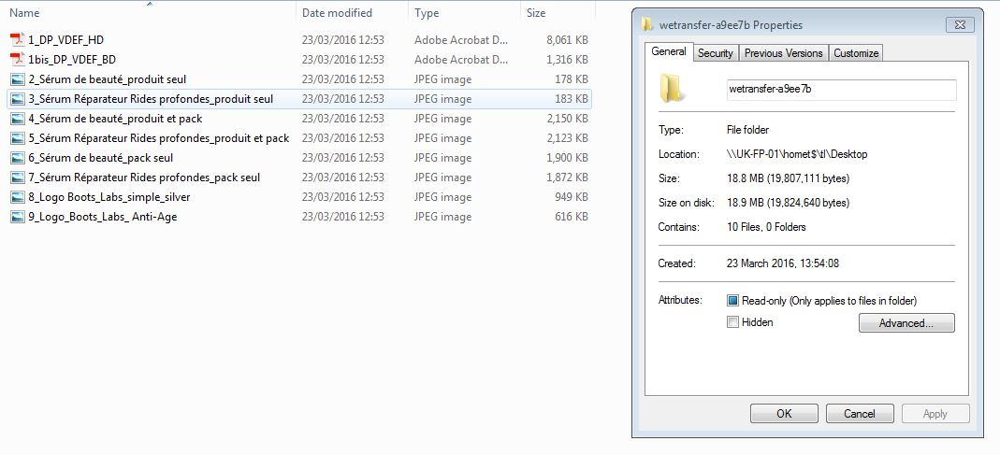 Name Date modified Type Size
1_DP_VDEF_HD 23/03/2016 12:53 Adobe Acrobat D... 8,061 KB
1bis_DP_VDEF_BD 23/03/2016 12:53 Adobe Acrobat D... 1,316 KB
2_Sérum de beauté_produit seul 23/03/2016 12:53 JPEG image 178 KB
3_Sérum Réparateur Rides profondes_produit seul 23/03/2016 12:53 JPEG image 183 KB
4_Sérum de beauté_produit et pack 23/03/2016 12:53 JPEG image 2,150 KB
5_Sérum Réparateur Rides profondes_produit et pack 23/03/2016 12:53 JPEG image 2,123 KB
6_Sérum de beauté_pack seul 23/03/2016 12:53 JPEG image 1,900 KB
7_Sérum Réparateur Rides profondes_pack seul 23/03/2016 12:53 JPEG image 1,872 KB
8_Logo Boots_Labs_simple_silver 23/03/2016 12:53 JPEG image 949 KB
9_Logo_Boots_Labs_ Anti-Age 23/03/2016 12:53 JPEG image 616 KB
wetransfer-a9ee7b Properties
General Security Previous Versions Customize
wetransfer-a9ee7b
Type: File folder
Location: \\UK-FP-01\homet$\tl\Desktop
Size: 18.8 MB (19,807,111 bytes)
Size on disk: 18.9 MB (19,824,640 bytes)
Contains: 10 Files, 0 Folders
Created: 23 March 2016, 13:54:08
Attributes: Read-only (Only applies to files in folder)
Hidden Advanced...
OK Cancel Apply